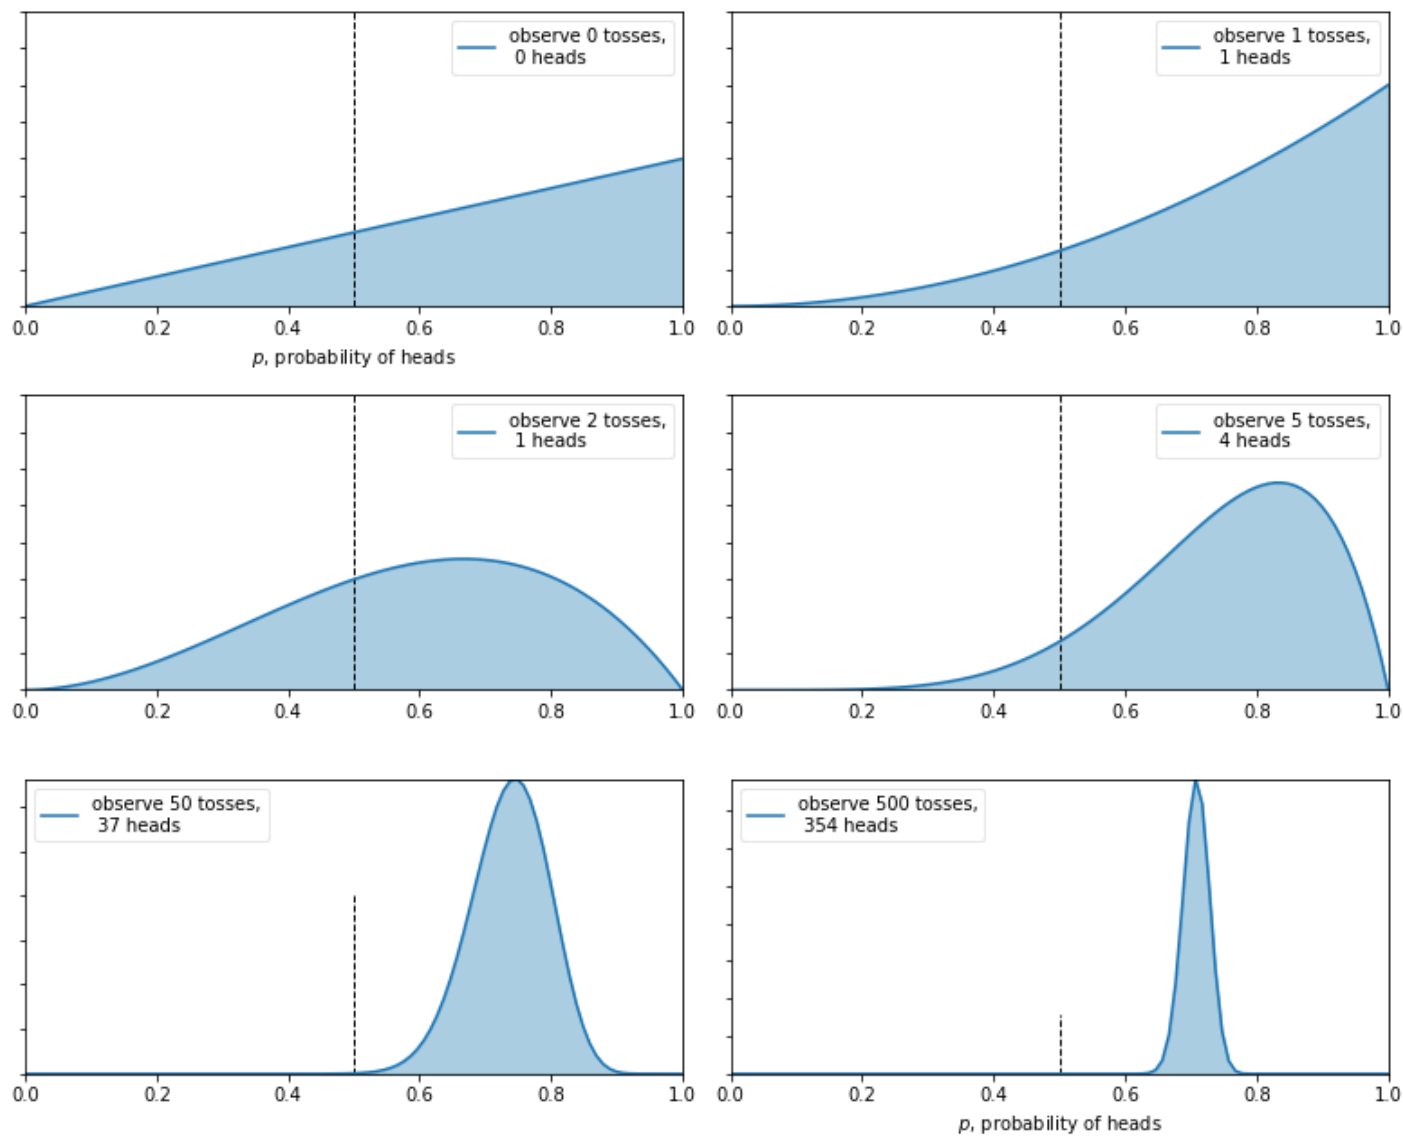 observe 0 tosses,
0 heads
0.0 0.2 0.4 0.6 0.8 1.0
p, probability of heads
observe 1 tosses,
1 heads
0.0 0.2 0.4 0.6 0.8 1.0
observe 2 tosses,
1 heads
0.0 0.2 0.4 0.6 0.8 1.0
observe 5 tosses,
4 heads
0.0 0.2 0.4 0.6 0.8 1.0
observe 50 tosses,
37 heads
0.0 0.2 0.4 0.6 0.8 1.0
observe 500 tosses,
354 heads
0.0 0.2 0.4 0.6 0.8 1.0
p, probability of heads